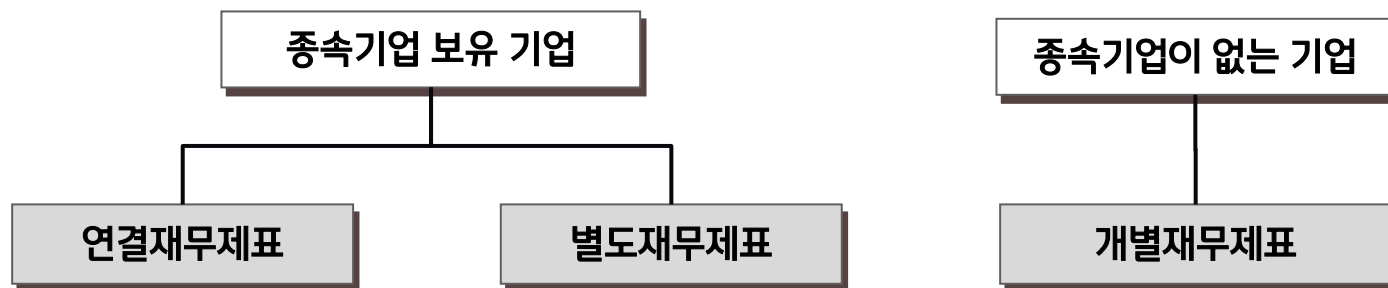 종속기업 보유 기업
종속기업이 없는 기업
연결재무제표
별도재무제표
개별재무제표